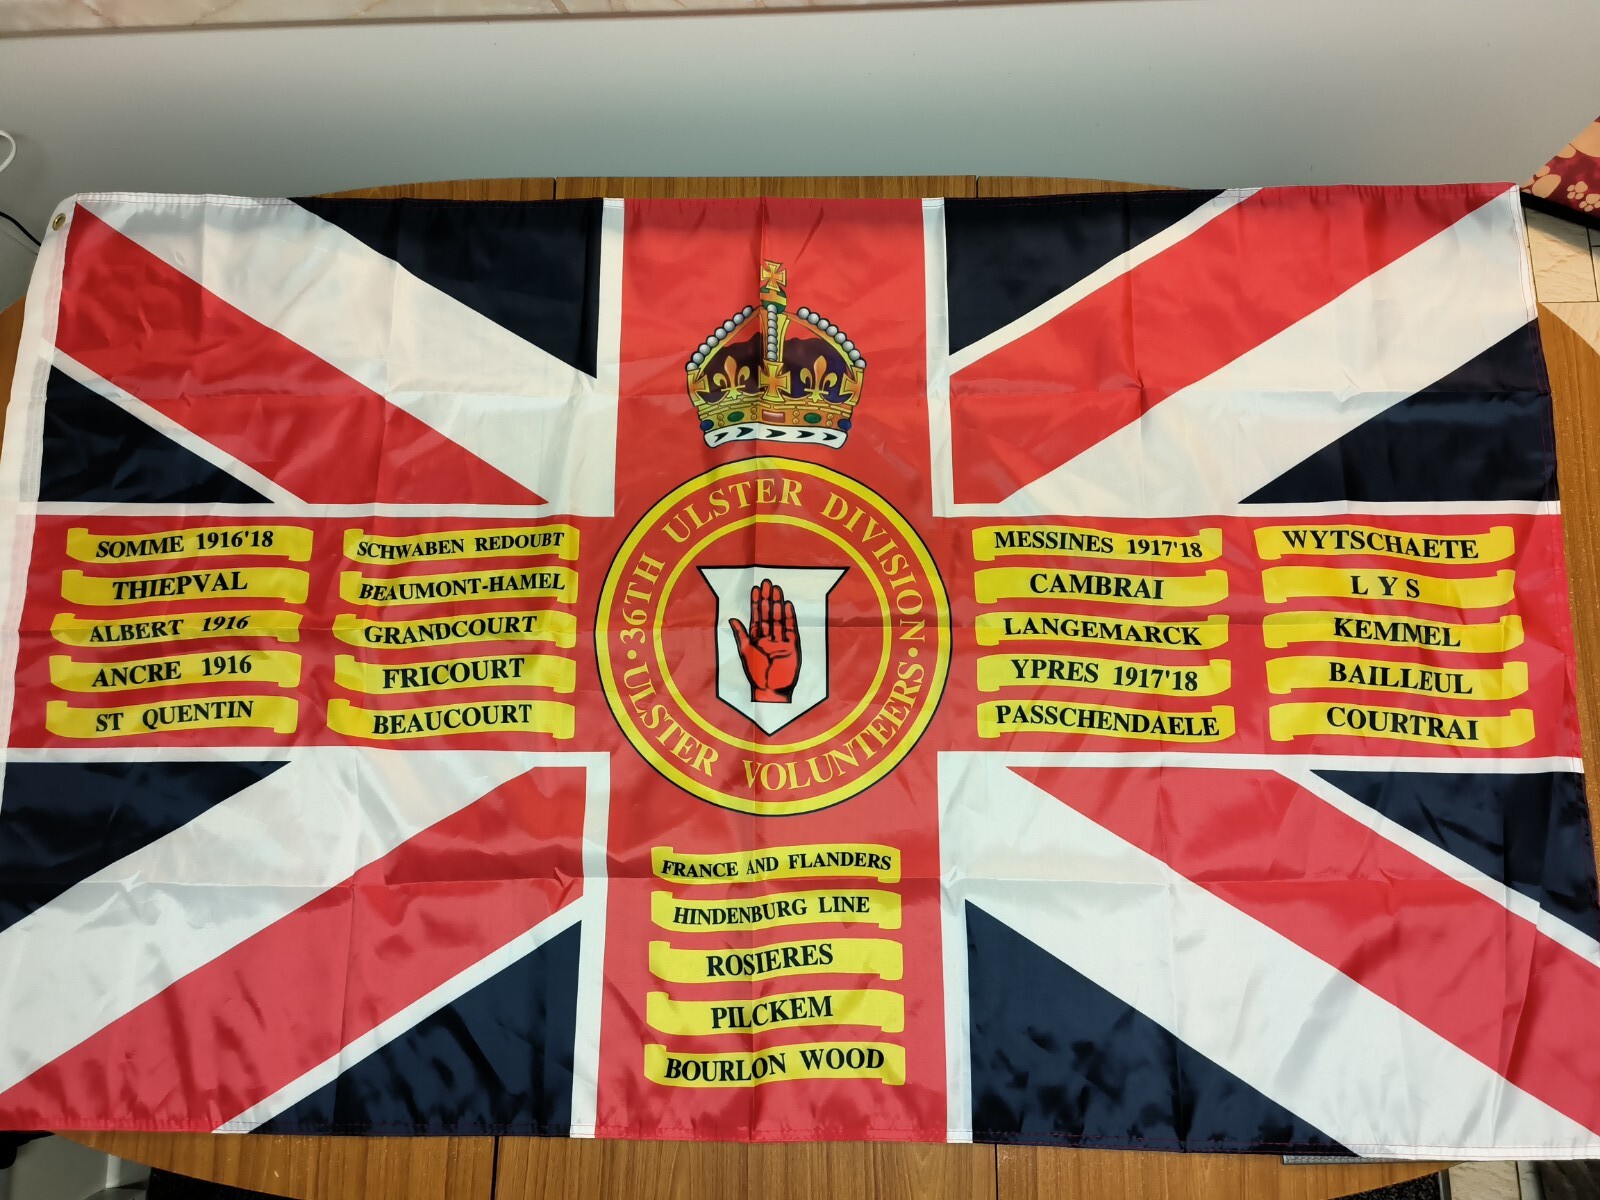 36TH ULSTER DIVISION
ULSTER VOLUNTEERS
SOMME 1916'18
THIEPVAL
ALBERT 1916
ANCRE 1916
ST QUENTIN
SCHWABEN REDOUBT
BEAUMONT-HAMEL
GRANDCOURT
FRICOURT
BEAUCOURT
MESSINES 1917'18
CAMBRAI
LANGEMARCK
YPRES 1917'18
PASSCHENDAELE
WYTSCHAETE
LYS
KEMMEL
BAILLEUL
COURTRAI
FRANCE AND FLANDERS
HINDENBURG LINE
ROSIERES
PILCKEM
BOURLON WOOD